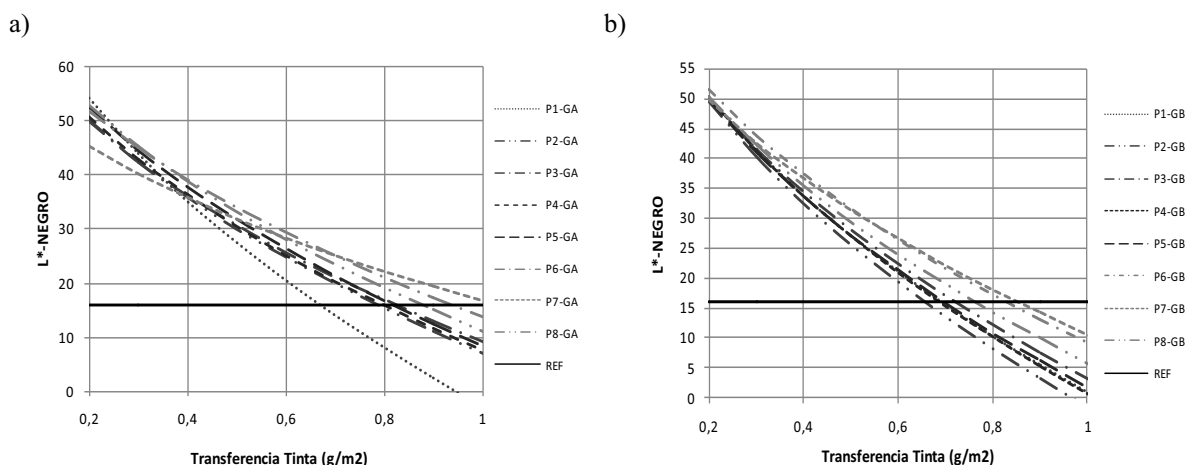 a)
60
50
40
30
20
10
0
L*-NEGRO
0,2
0,4
0,6
0,8
1
Transferencia Tinta (g/m2)
P1-GA
P2-GA
P3-GA
P4-GA
P5-GA
P6-GA
P7-GA
P8-GA
REF
b)
55
50
45
40
35
30
25
20
15
10
5
0
L*-NEGRO
0,2
0,4
0,6
0,8
1
Transferencia Tinta (g/m2)
P1-GB
P2-GB
P3-GB
P4-GB
P5-GB
P6-GB
P7-GB
P8-GB
REF